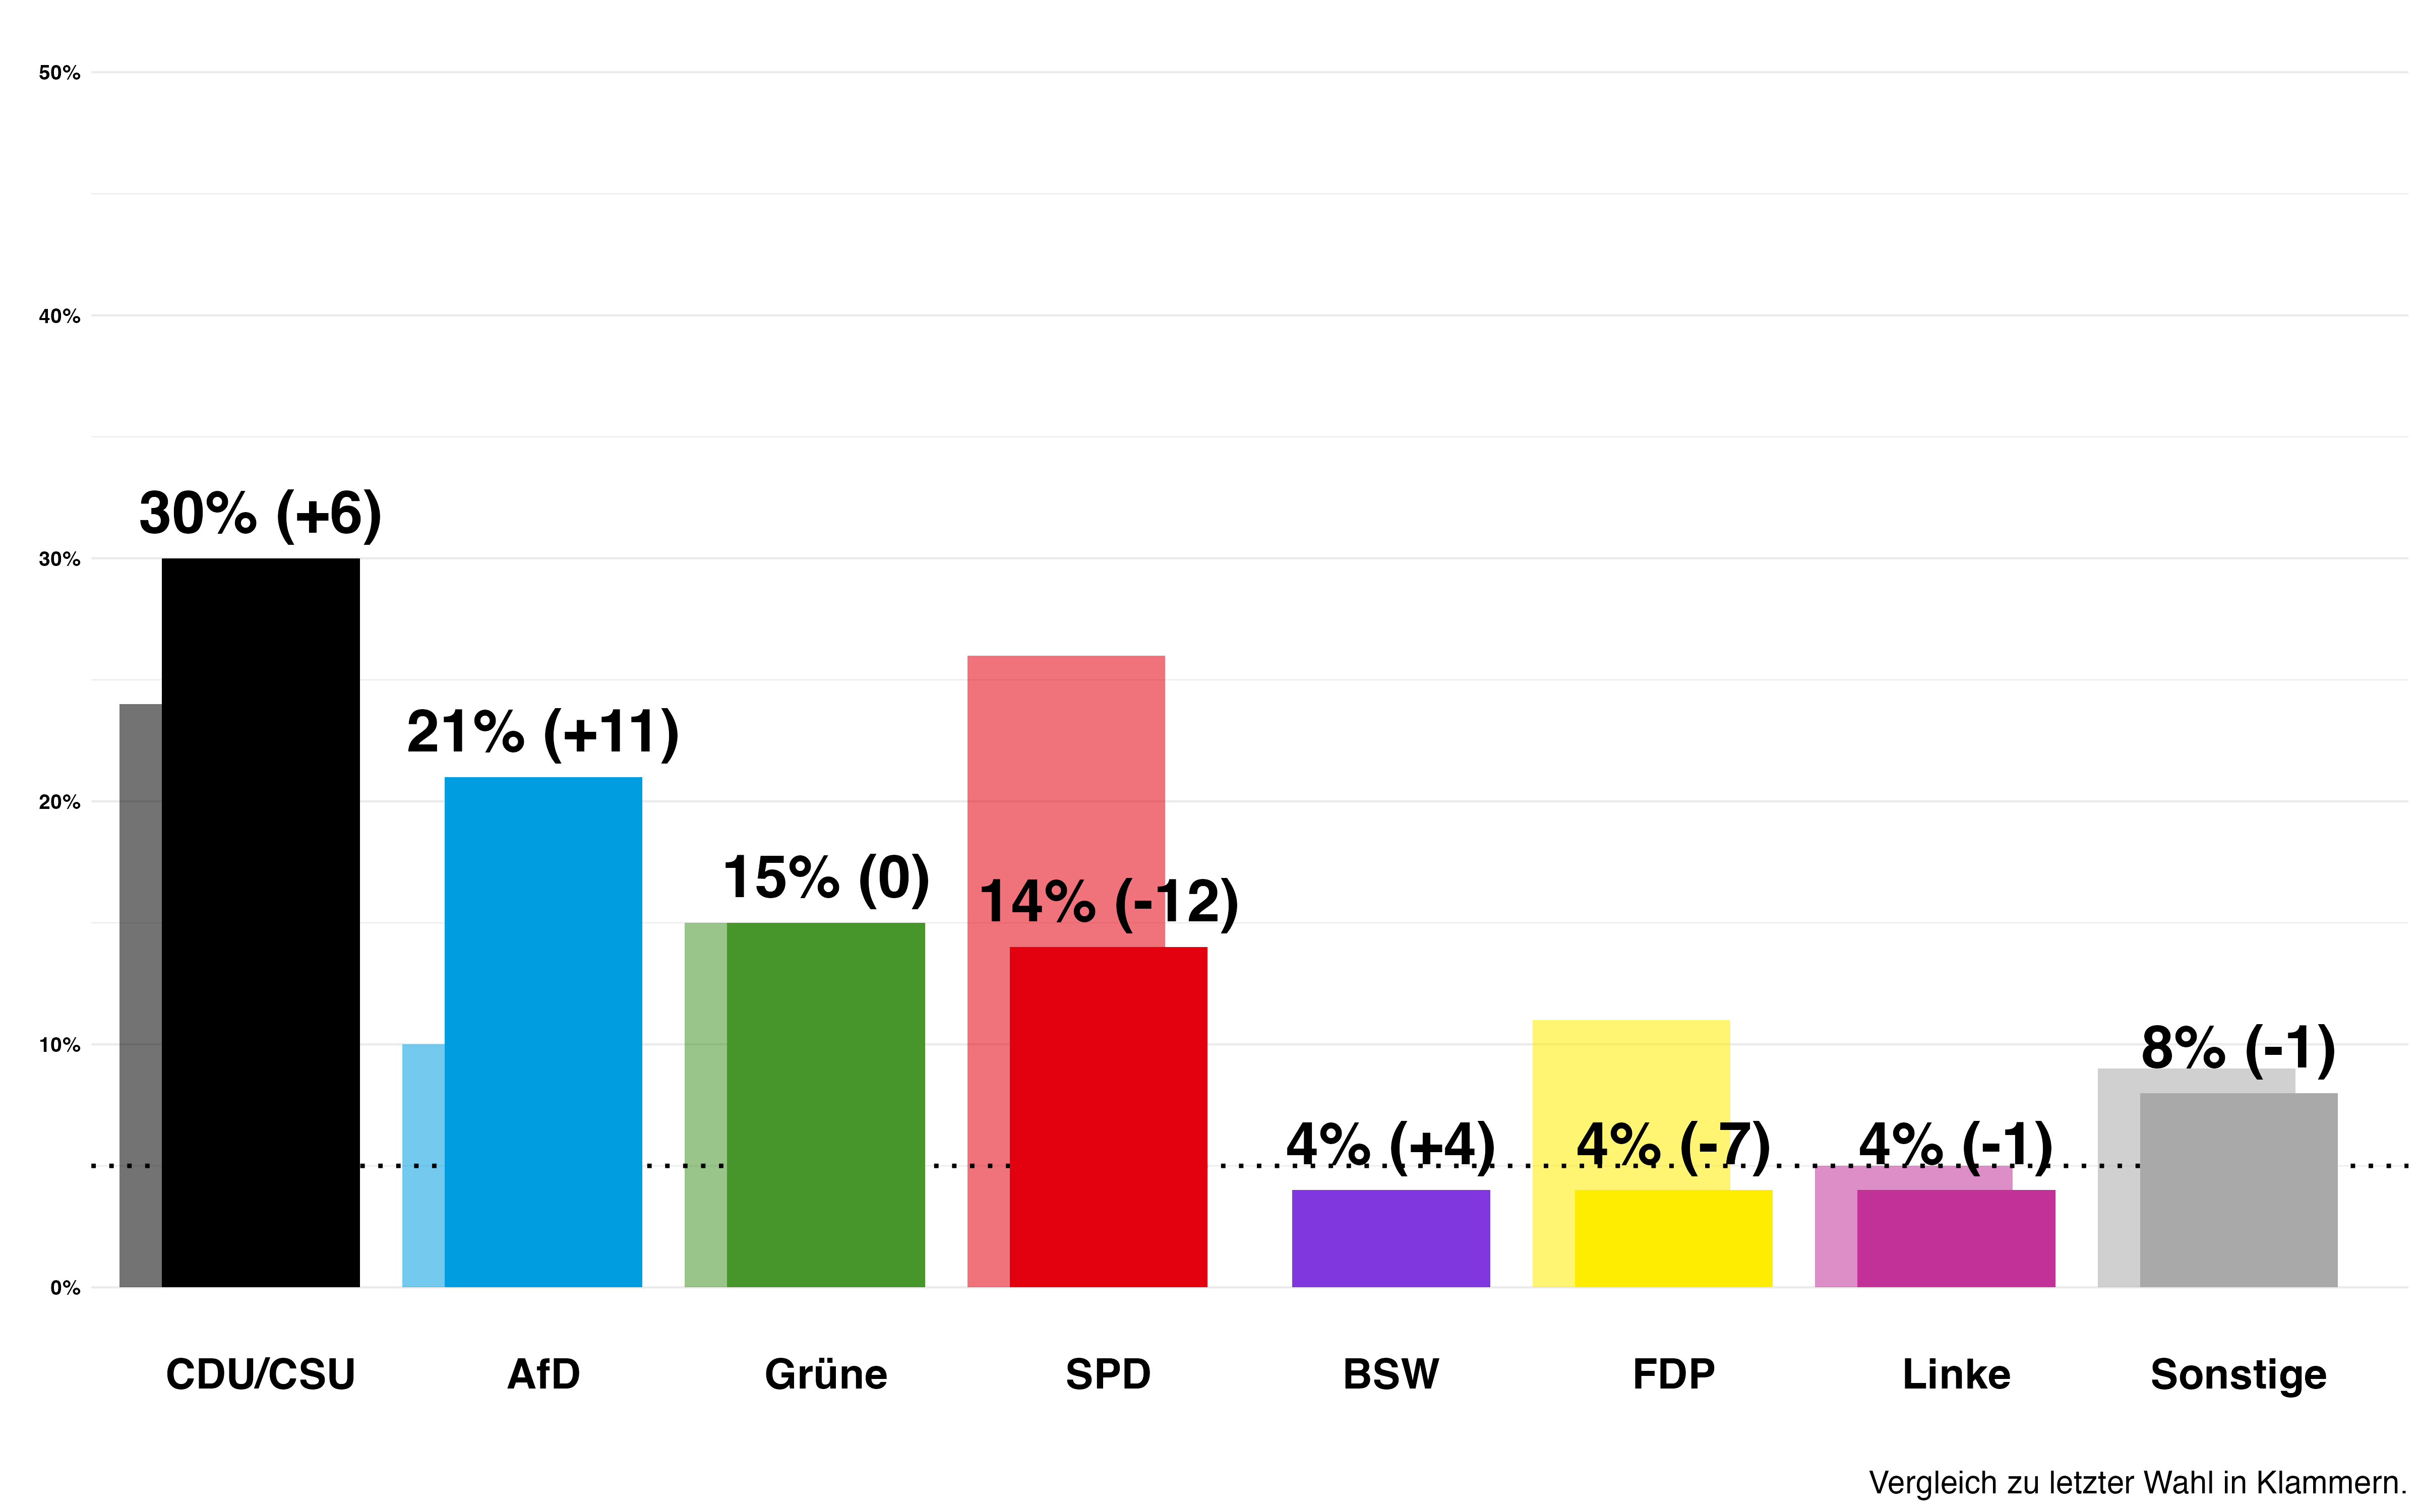 50%
40%
30%
20%
10%
0%
30% (+6)
21% (+11)
15% (0)
14% (-12)
4% (+4)
4% (-7)
4% (-1)
8% (-1)
CDU/CSU
AfD
Grüne
SPD
BSW
FDP
Linke
Sonstige
Vergleich zu letzter Wahl in Klammern.